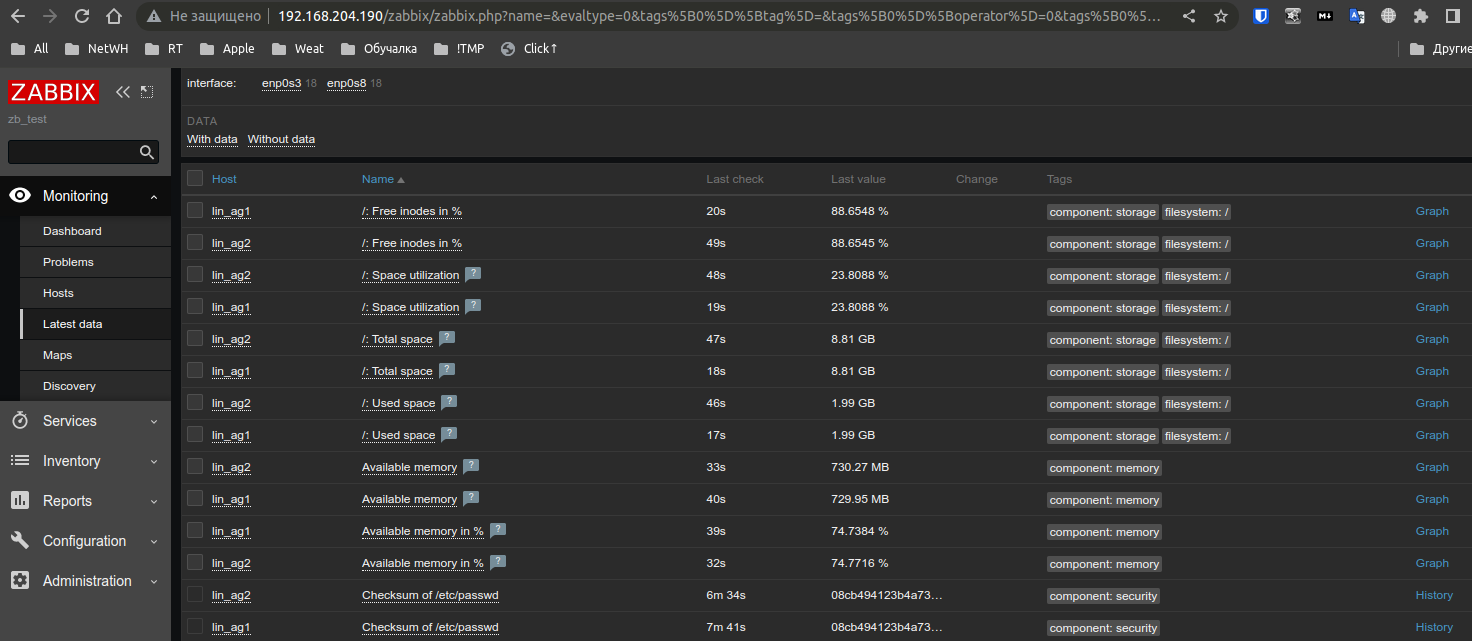 Не защищено 192.168.204.190/zabbix/zabbix.php?name=&evaltype=0&tags%5B0%5D%5Btag%5D=&tags%5B0%5D%5Boperator%5D=0&tags%5B0%5...
All NetWH RT Apple Weat Обучалка !TMP Click↑ Другие
ZABBIX
zb_test
Monitoring
Dashboard
Problems
Hosts
Latest data
Maps
Discovery
Services
Inventory
Reports
Configuration
Administration
interface: enp0s3 18 enp0s8 18
DATA
With data Without data
Host Name Last check Last value Change Tags
lin_ag1 /: Free inodes in % 20s 88.6548 % component: storage filesystem: / Graph
lin_ag2 /: Free inodes in % 49s 88.6545 % component: storage filesystem: / Graph
lin_ag2 /: Space utilization ? 48s 23.8088 % component: storage filesystem: / Graph
lin_ag1 /: Space utilization ? 19s 23.8088 % component: storage filesystem: / Graph
lin_ag2 /: Total space ? 47s 8.81 GB component: storage filesystem: / Graph
lin_ag1 /: Total space ? 18s 8.81 GB component: storage filesystem: / Graph
lin_ag2 /: Used space ? 46s 1.99 GB component: storage filesystem: / Graph
lin_ag1 /: Used space ? 17s 1.99 GB component: storage filesystem: / Graph
lin_ag2 Available memory ? 33s 730.27 MB component: memory Graph
lin_ag1 Available memory ? 40s 729.95 MB component: memory Graph
lin_ag1 Available memory in % ? 39s 74.7384 % component: memory Graph
lin_ag2 Available memory in % ? 32s 74.7716 % component: memory Graph
lin_ag2 Checksum of /etc/passwd 6m 34s 08cb494123b4a73... component: security History
lin_ag1 Checksum of /etc/passwd 7m 41s 08cb494123b4a73... component: security History